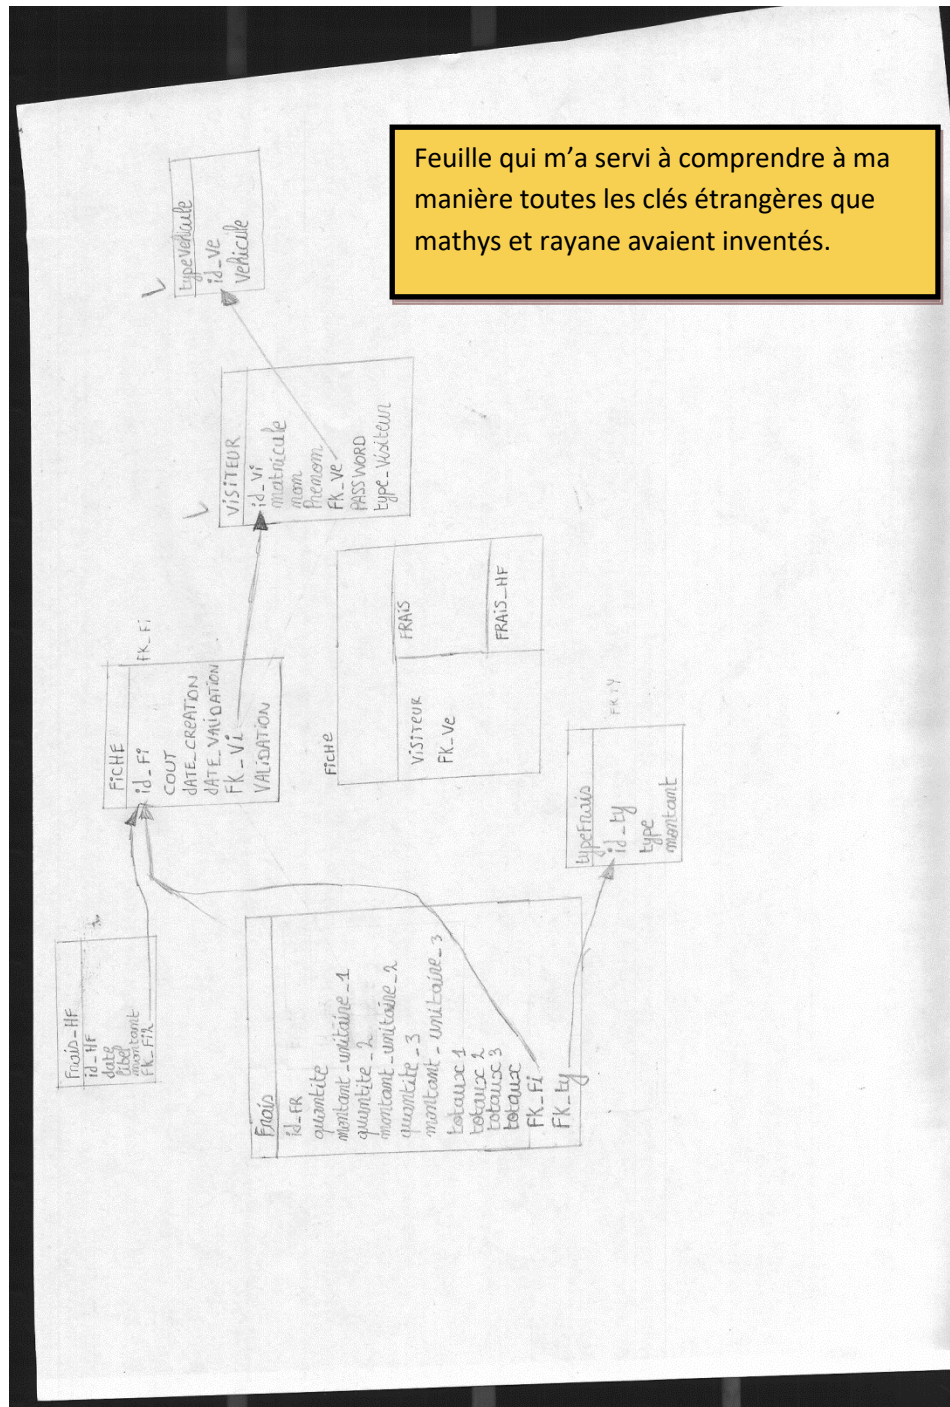 Feuille qui m’a servi à comprendre à ma
manière toutes les clés étrangères que
mathys et rayane avaient inventés.
Frais_HF
id_HF
date
libel
montant
FK_Fi2
FiCHE
id_Fi
COUT
dATE_CREATiON
dATE_VALiDATiON
FK_Vi
VALiDATiON
FK_Fi
ViSiTEUR
id_vi
matricule
nom
Prenom
FK_ve
PASSWORD
type_Visiteur
typeVehicule
id_ve
Vehicule
Frais
id_FR
quantite
montant_unitaire_1
quantite_2
montant_unitaire_2
quantite_3
montant_unitaire_3
totaux 1
totaux 2
totaux 3
totaux
FK_Fi
FK_ty
FiCHe
ViSiTEUR
FK_Ve
FRAiS
FRAiS_HF
typeFrais
id_ty
type
montant
FK TY